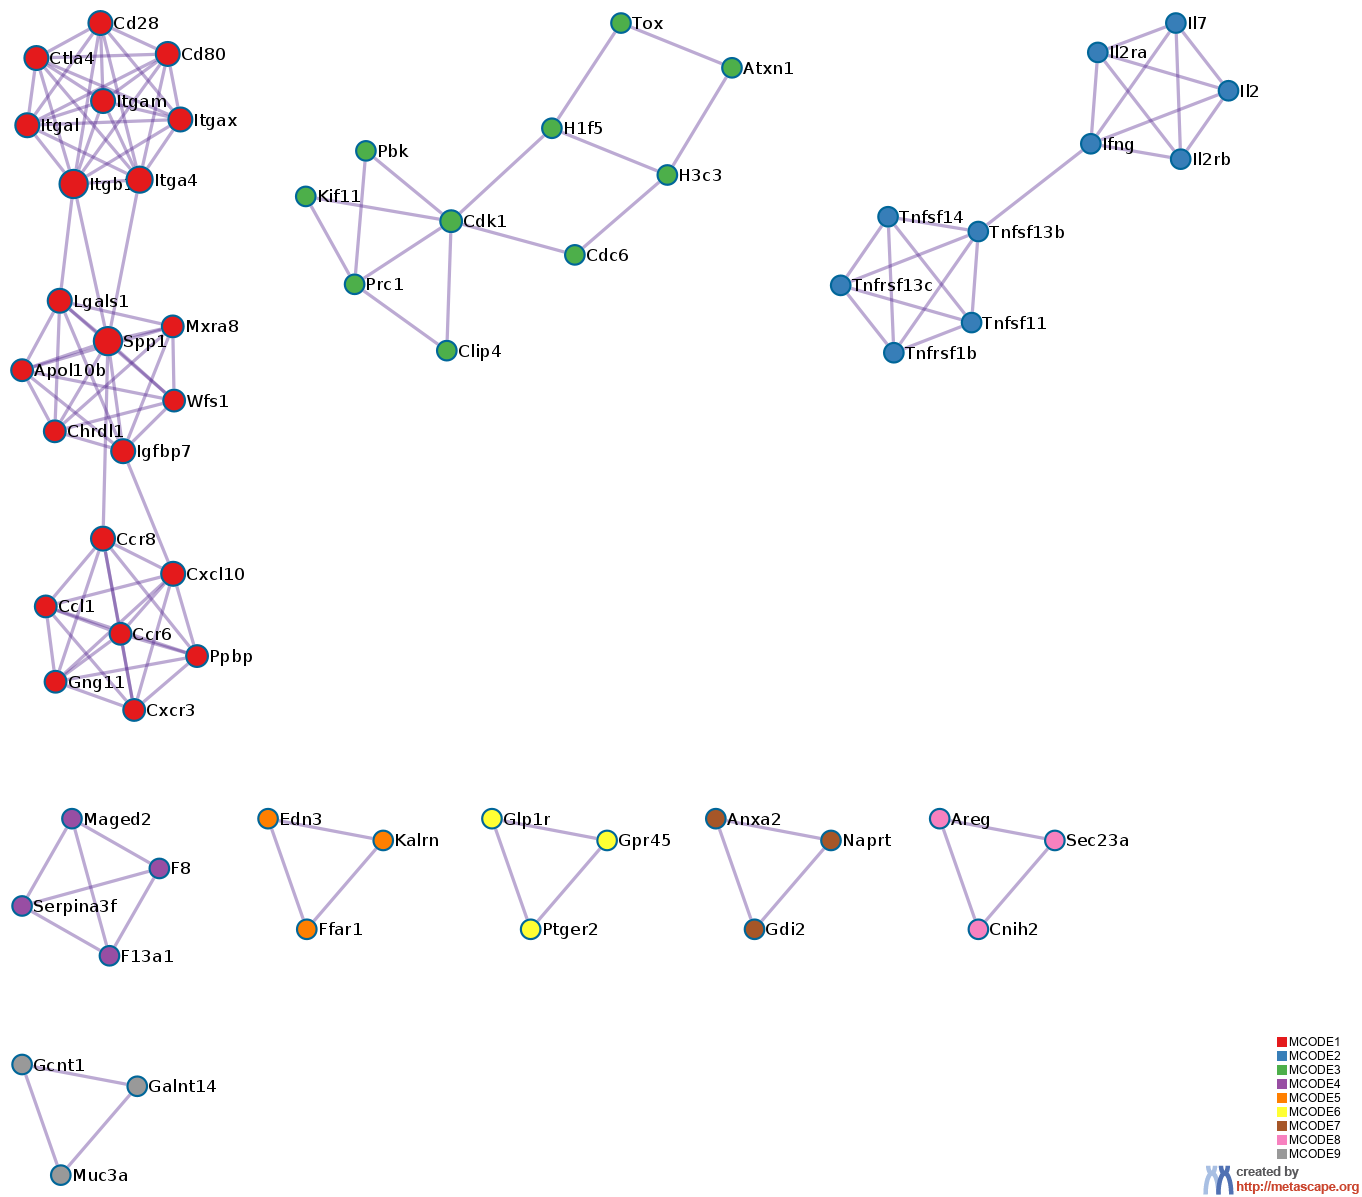 Cd28
Ctla4
Cd80
Itgam
Itgal
Itgax
Itgb
Itga4
Lgals1
Mxra8
Spp1
Apol10b
Wfs1
Chrdl1
Igfbp7
Ccr8
Cxcl10
Ccl1
Ccr6
Ppbp
Gng11
Cxcr3
Tox
Atxn1
H1f5
Pbk
H3c3
Kif11
Cdk1
Cdc6
Prc1
Clip4
Il7
Il2ra
Il2
Ifng
Il2rb
Tnfsf14
Tnfsf13b
Tnfrsf13c
Tnfsf11
Tnfrsf1b
Maged2
F8
Serpina3f
F13a1
Edn3
Kalrn
Ffar1
Glp1r
Gpr45
Ptger2
Anxa2
Naprt
Gdi2
Areg
Sec23a
Cnih2
Gcnt1
Galnt14
Muc3a
MCODE1
MCODE2
MCODE3
MCODE4
MCODE5
MCODE6
MCODE7
MCODE8
MCODE9
created by
http://metascape.org